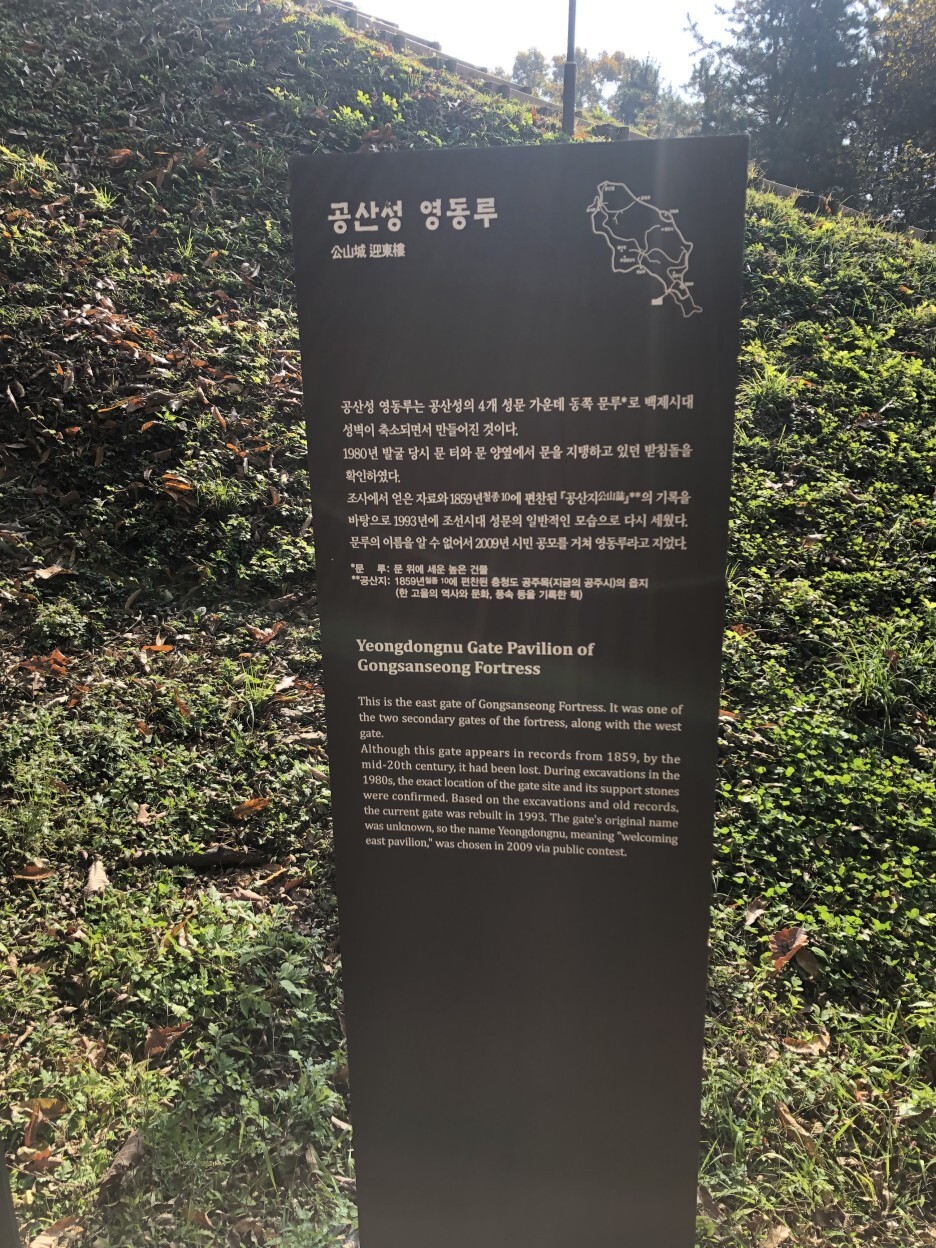 공산성 영동루
公山城 迎東樓
공산성 영동루는 공산성의 4개 성문 가운데 동쪽 문루*로 백제시대
성벽이 축소되면서 만들어진 것이다.
1980년 발굴 당시 문 터와 문 양옆에서 문을 지탱하고 있던 받침돌을
확인하였다.
조사에서 얻은 자료와 1859년철종 10에 편찬된 『공산지公山誌』**의 기록을
바탕으로 1993년에 조선시대 성문의 일반적인 모습으로 다시 세웠다.
문루의 이름을 알 수 없어서 2009년 시민 공모를 거쳐 영동루라고 지었다.
*문 루: 문 위에 세운 높은 건물
**공산지: 1859년철종 10에 편찬된 충청도 공주목(지금의 공주시)의 읍지
(한 고을의 역사와 문화, 풍속 등을 기록한 책)
Yeongdongnu Gate Pavilion of
Gongsanseong Fortress
This is the east gate of Gongsanseong Fortress. It was one of
the two secondary gates of the fortress, along with the west
gate.
Although this gate appears in records from 1859, by the
mid-20th century, it had been lost. During excavations in the
1980s, the exact location of the gate site and its support stones
were confirmed. Based on the excavations and old records,
the current gate was rebuilt in 1993. The gate's original name
was unknown, so the name Yeongdongnu, meaning "welcoming
east pavilion," was chosen in 2009 via public contest.